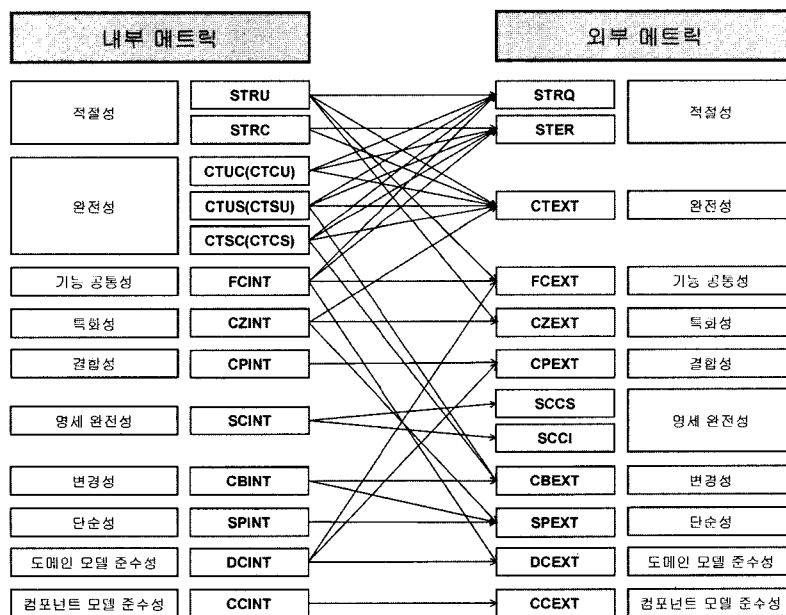 내부 메트릭 외부 메트릭
적절성 STRU STRQ 적절성
STRC STER
완전성 CTUC(CTCU)
CTUS(CTSU) CTEXT 완전성
CTSC(CTCS)
기능 공통성 FCINT FCEXT 기능 공통성
특화성 CZINT CZEXT 특화성
결합성 CPINT CPEXT 결합성
명세 완전성 SCINT SCCS 명세 완전성
SCCI
변경성 CBINT CBEXT 변경성
단순성 SPINT SPEXT 단순성
도메인 모델 준수성 DCINT DCEXT 도메인 모델 준수성
컴포넌트 모델 준수성 CCINT CCEXT 컴포넌트 모델 준수성